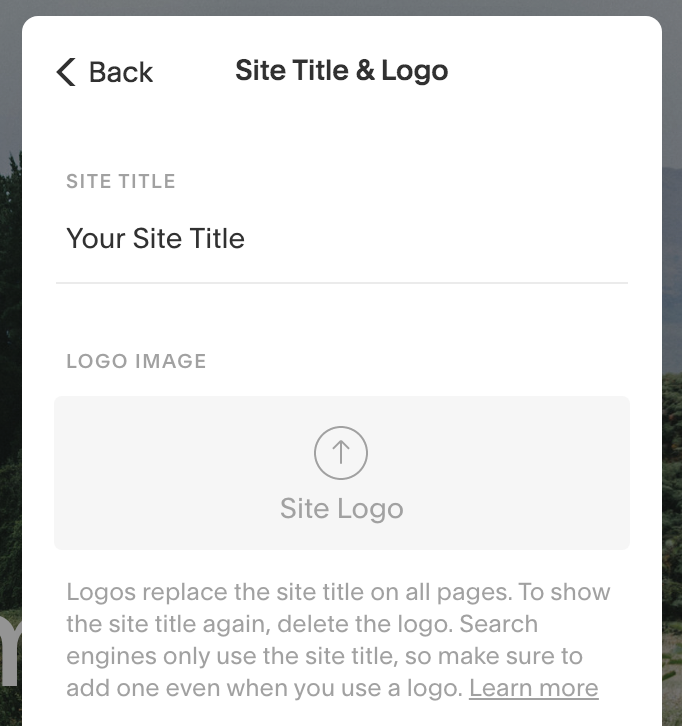 Back
Site Title & Logo
SITE TITLE
Your Site Title
LOGO IMAGE
Site Logo
Logos replace the site title on all pages. To show
the site title again, delete the logo. Search
engines only use the site title, so make sure to
add one even when you use a logo. Learn more